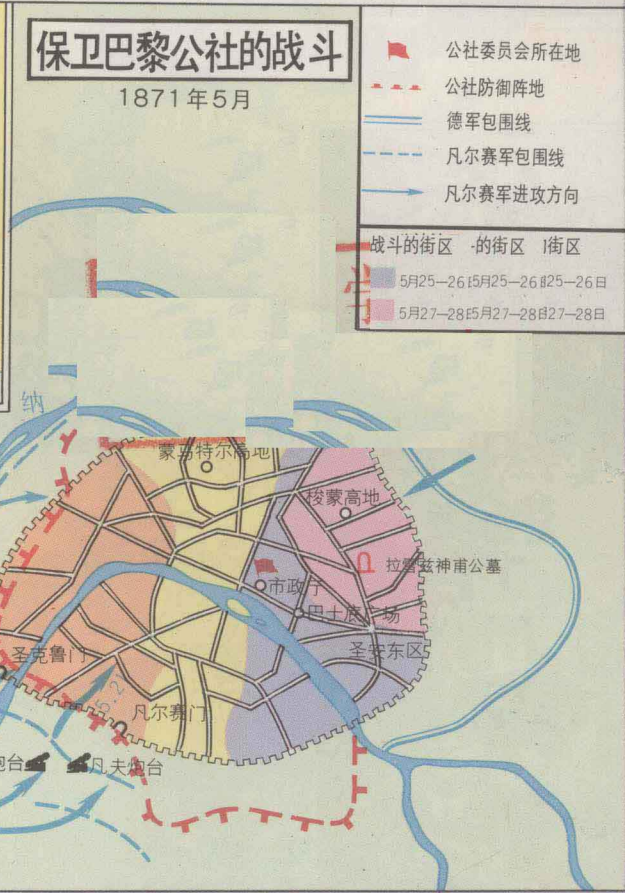 保卫巴黎公社的战斗
1871年5月
公社委员会所在地
公社防御阵地
德军包围线
凡尔赛军包围线
凡尔赛军进攻方向
战斗的街区 的街区 街区
5月25—26 5月25—26 25—26日
5月27—28 5月27—28 27—28日
纳
蒙马特尔高地
梭蒙高地
拉雪兹神甫公墓
市政厅
巴士底广场
圣安东区
圣克鲁门
5.21
凡尔赛门
炮台
凡夫炮台